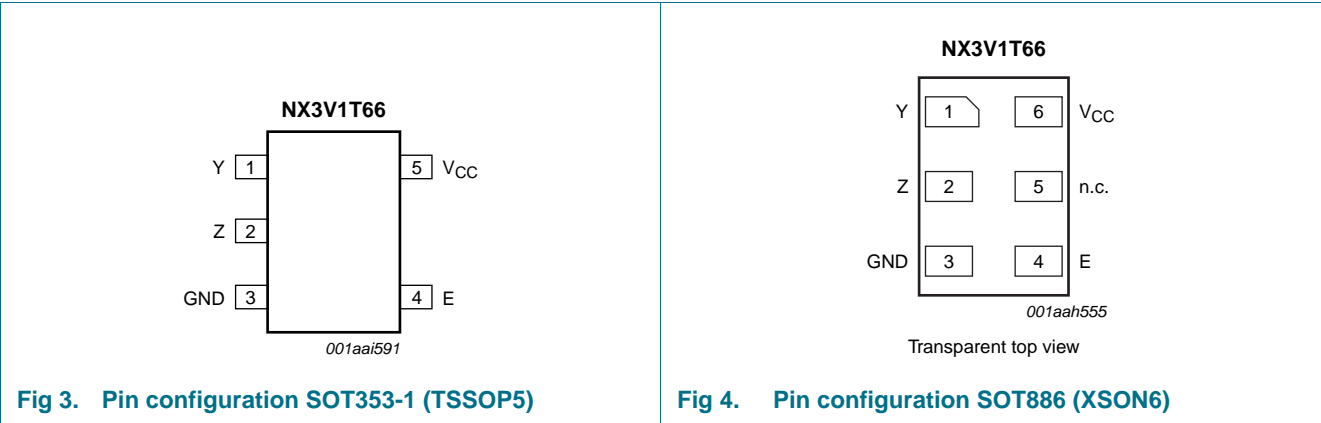 NX3V1T66
Y 1
5 VCC
Z 2
GND 3
4 E
001aai591
Fig 3. Pin configuration SOT353-1 (TSSOP5)
NX3V1T66
Y 1 6 VCC
Z 2 5 n.c.
GND 3 4 E
001aah555
Transparent top view
Fig 4. Pin configuration SOT886 (XSON6)